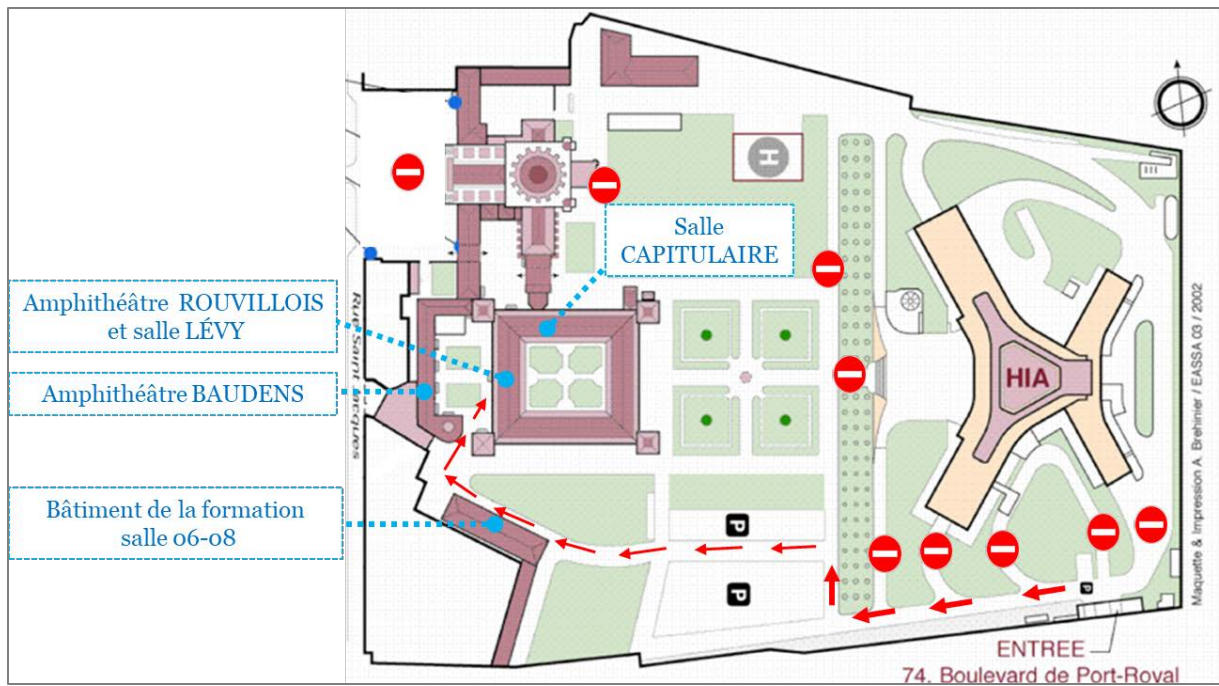 Salle
CAPITULAIRE
Amphithéâtre ROUVILLOIS
et salle LÉVY
Amphithéâtre BAUDENS
Bâtiment de la formation
salle 06-08
Rue Saint Jacques
H
HIA
P
P
P
ENTREE
74. Boulevard de Port-Royal
Maquette & Impression A. Brehinier / EASSA 03 / 2002